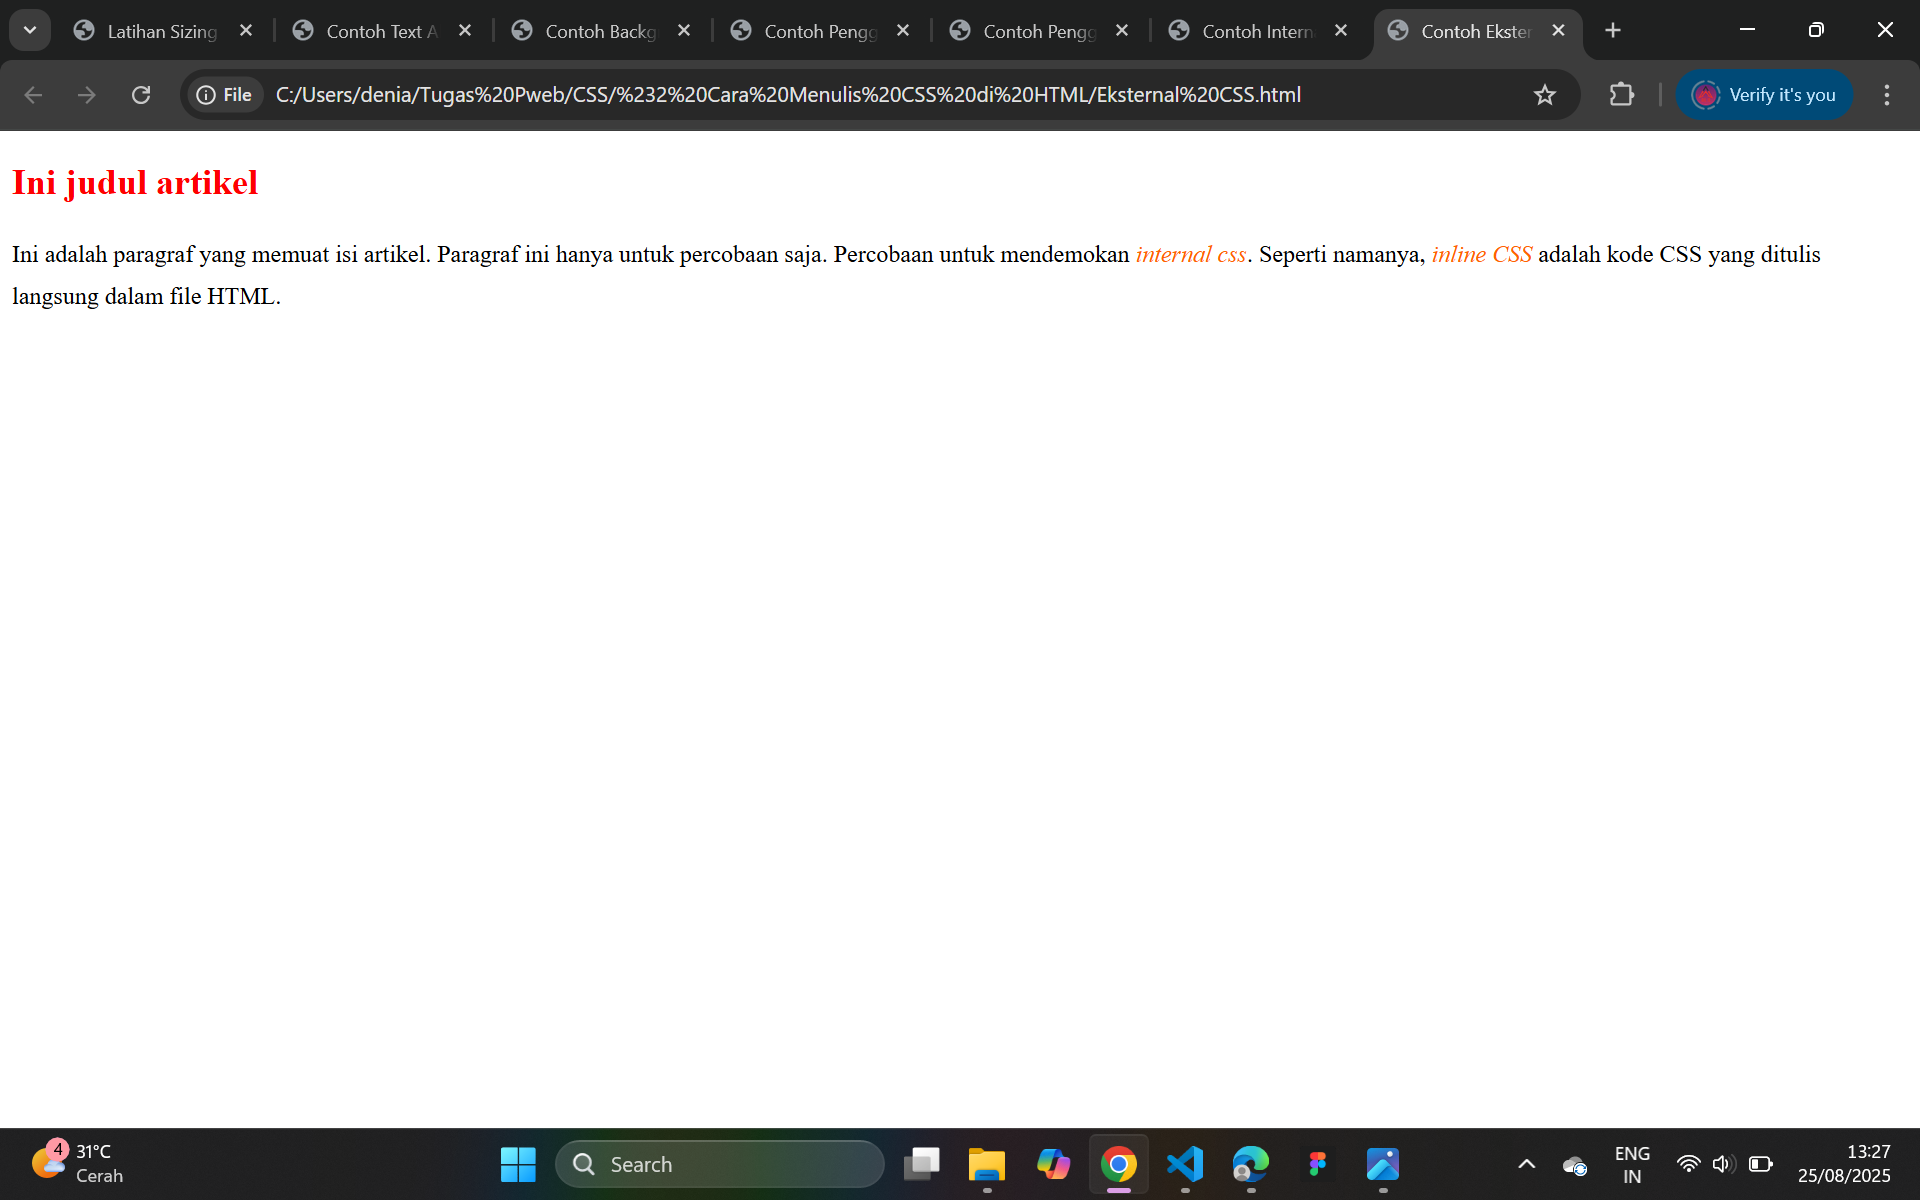 Latihan Sizing
Contoh Text A
Contoh Backg
Contoh Pengg
Contoh Pengg
Contoh Intern
Contoh Ekster
File
C:/Users/denia/Tugas%20Pweb/CSS/%232%20Cara%20Menulis%20CSS%20di%20HTML/Eksternal%20CSS.html
Verify it's you
Ini judul artikel
Ini adalah paragraf yang memuat isi artikel. Paragraf ini hanya untuk percobaan saja. Percobaan untuk mendemokan internal css. Seperti namanya, inline CSS adalah kode CSS yang ditulis
langsung dalam file HTML.
4
31°C
Cerah
Search
ENG
IN
13:27
25/08/2025